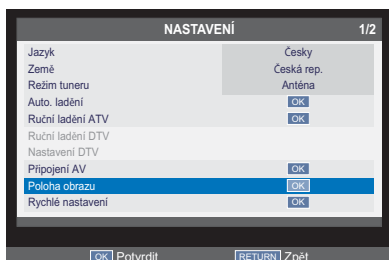 NASTAVENÍ 1/2
Jazyk Česky
Země Česká rep.
Režim tuneru Anténa
Auto. ladění OK
Ruční ladění ATV OK
Ruční ladění DTV
Nastavení DTV
Připojení AV OK
Poloha obrazu OK
Rychlé nastavení OK
OK Potvrdit RETURN Zpět